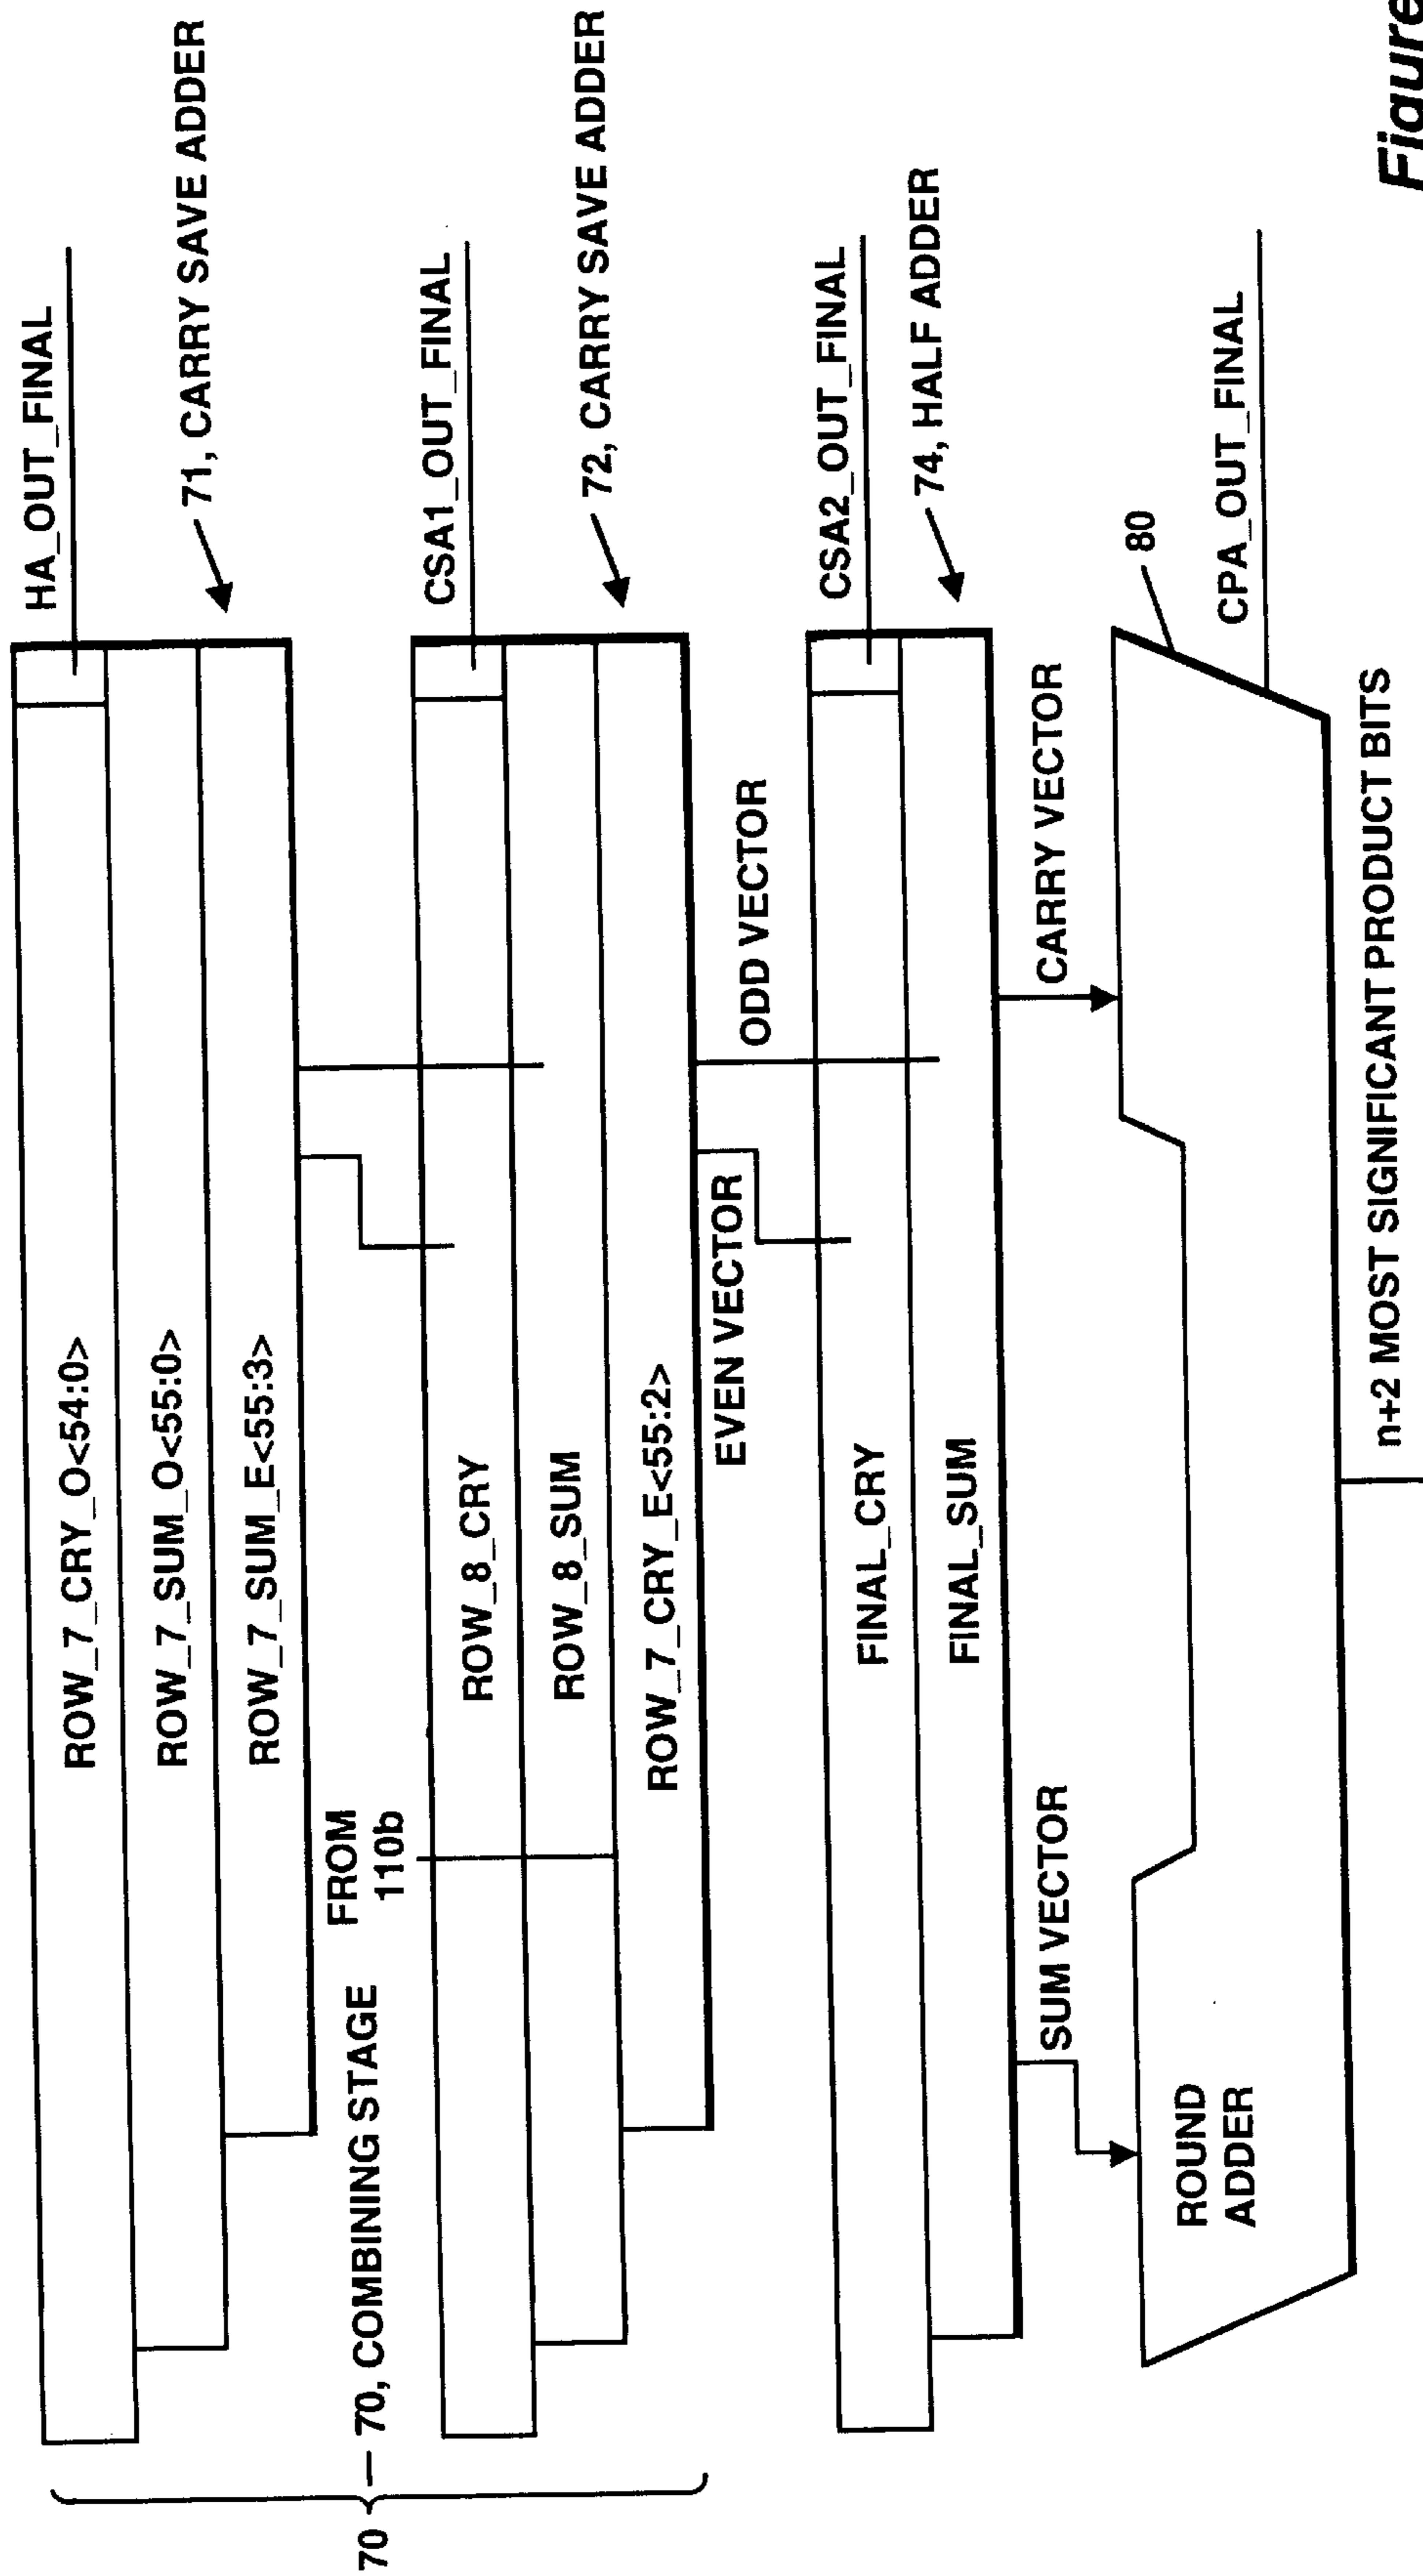 HA_OUT_FINAL
71, CARRY SAVE ADDER
ROW_7_CRY_O<54:0>
ROW_7_SUM_O<55:0>
ROW_7_SUM_E<55:3>
FROM
110b
70
70, COMBINING STAGE
CSA1_OUT_FINAL
72, CARRY SAVE ADDER
ROW_8_CRY
ROW_8_SUM
ROW_7_CRY_E<55:2>
EVEN VECTOR
ODD VECTOR
CSA2_OUT_FINAL
74, HALF ADDER
FINAL_CRY
FINAL_SUM
SUM VECTOR
CARRY VECTOR
80
CPA_OUT_FINAL
ROUND
ADDER
n+2 MOST SIGNIFICANT PRODUCT BITS
Figure